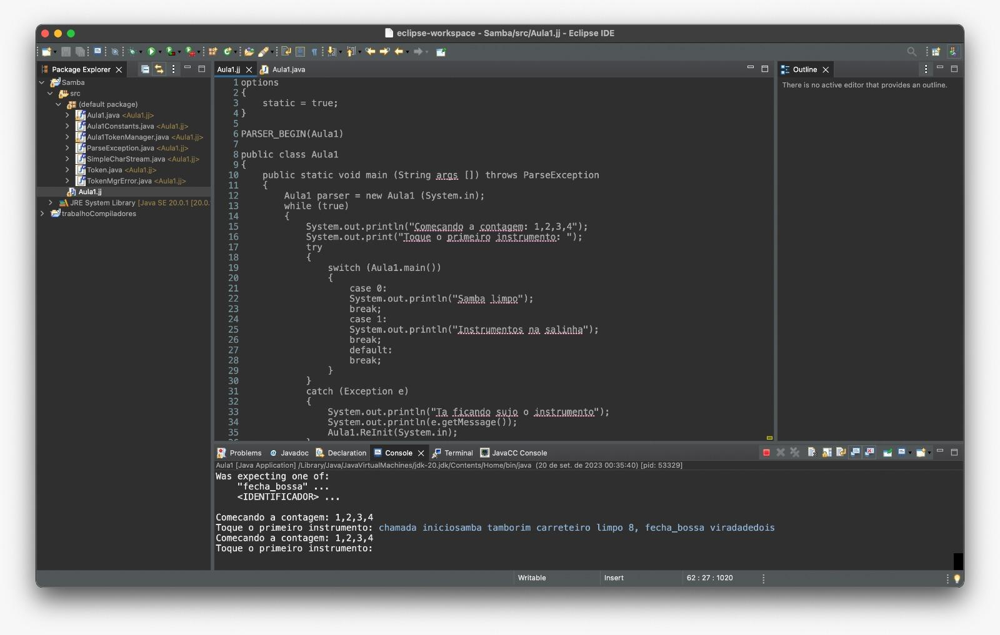 eclipse-workspace - Samba/src/Aula1.jj - Eclipse IDE
Package Explorer
Samba
src
(default package)
Aula1.java <Aula1.jj>
Aula1Constants.java <Aula1.jj>
Aula1TokenManager.java <Aula1.jj>
ParseException.java <Aula1.jj>
SimpleCharStream.java <Aula1.jj>
Token.java <Aula1.jj>
TokenMgrError.java <Aula1.jj>
Aula1.jj
JRE System Library [Java SE 20.0.1 [20.0.
trabalhoCompiladores
Aula1.jj Aula1.java
1 options
2 {
3 static = true;
4 }
5
6 PARSER_BEGIN(Aula1)
7
8 public class Aula1
9 {
10 public static void main (String args []) throws ParseException
11 {
12 Aula1 parser = new Aula1 (System.in);
13 while (true)
14 {
15 System.out.println("Comecando a contagem: 1,2,3,4");
16 System.out.print("Toque o primeiro instrumento: ");
17 try
18 {
19 switch (Aula1.main())
20 {
21 case 0:
22 System.out.println("Samba limpo");
23 break;
24 case 1:
25 System.out.println("Instrumentos na salinha");
26 break;
27 default:
28 break;
29 }
30 }
31 catch (Exception e)
32 {
33 System.out.println("Ta ficando sujo o instrumento");
34 System.out.println(e.getMessage());
35 Aula1.ReInit(System.in);
Outline
There is no active editor that provides an outline.
Problems Javadoc Declaration Console Terminal JavaCC Console
Aula1 [Java Application] /Library/Java/JavaVirtualMachines/jdk-20.jdk/Contents/Home/bin/java (20 de set. de 2023 00:35:40) [pid: 53329]
Was expecting one of:
"fecha_bossa" ...
<IDENTIFICADOR> ...
Comecando a contagem: 1,2,3,4
Toque o primeiro instrumento: chamada iniciosamba tamborim carreteiro limpo 8, fecha_bossa viradadedois
Comecando a contagem: 1,2,3,4
Toque o primeiro instrumento:
Writable Insert 62 : 27 : 1020